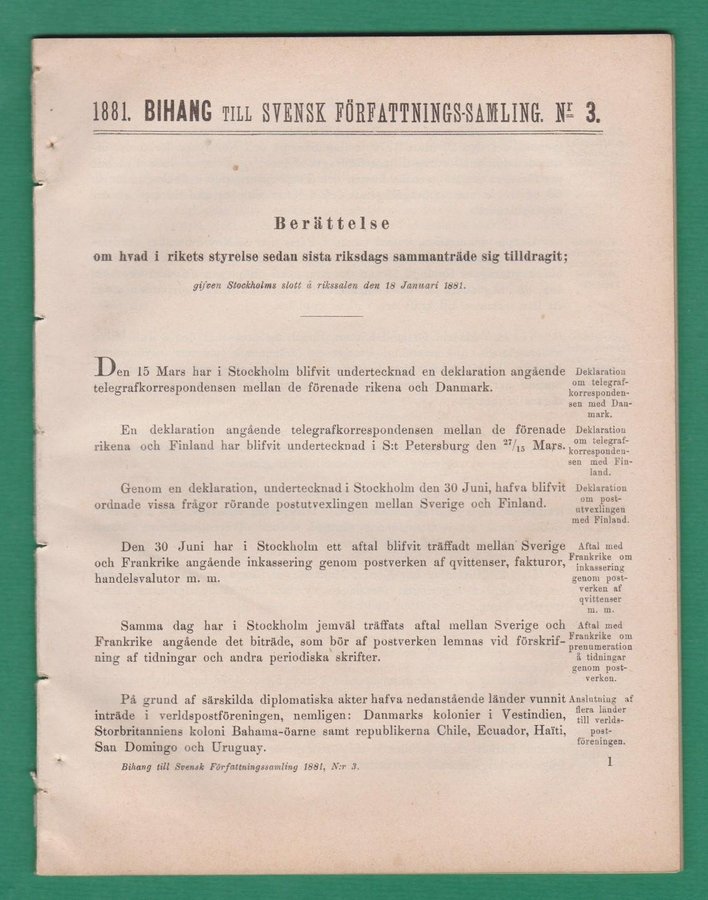 1881. BIHANG TILL SVENSK FÖRFATTNINGS-SAMLING. Nr 3.
Berättelse
om hvad i rikets styrelse sedan sista riksdags sammanträde sig tilldragit;
gifven Stockholms slott å rikssalen den 18 Januari 1881.
Den 15 Mars har i Stockholm blifvit undertecknad en deklaration angående
telegrafkorrespondensen mellan de förenade rikena och Danmark.
Deklaration
om telegraf-
korresponden-
sen med Dan-
mark.
En deklaration angående telegrafkorrespondensen mellan de förenade
rikena och Finland har blifvit undertecknad i S:t Petersburg den 27/15 Mars.
Deklaration
om telegraf-
korresponden-
sen med Fin-
land.
Genom en deklaration, undertecknad i Stockholm den 30 Juni, hafva blifvit
ordnade vissa frågor rörande postutvexlingen mellan Sverige och Finland.
Deklaration
om post-
utvexlingen
med Finland.
Den 30 Juni har i Stockholm ett aftal blifvit träffadt mellan Sverige
och Frankrike angående inkassering genom postverken af qvittenser, fakturor,
handelsvalutor m. m.
Aftal med
Frankrike om
inkassering
genom post-
verken af
qvittenser
m. m.
Samma dag har i Stockholm jemväl träffats aftal mellan Sverige och
Frankrike angående det biträde, som bör af postverken lemnas vid förskrif-
ning af tidningar och andra periodiska skrifter.
Aftal med
Frankrike om
prenumeration
å tidningar
genom post-
verken.
På grund af särskilda diplomatiska akter hafva nedanstående länder vunnit
inträde i verldspostföreningen, nemligen: Danmarks kolonier i Vestindien,
Storbritanniens koloni Bahama-öarne samt republikerna Chile, Ecuador, Haïti,
San Domingo och Uruguay.
Anslutning af
flera länder
till verlds-
post-
föreningen.
Bihang till Svensk Författningssamling 1881, N:r 3.
1